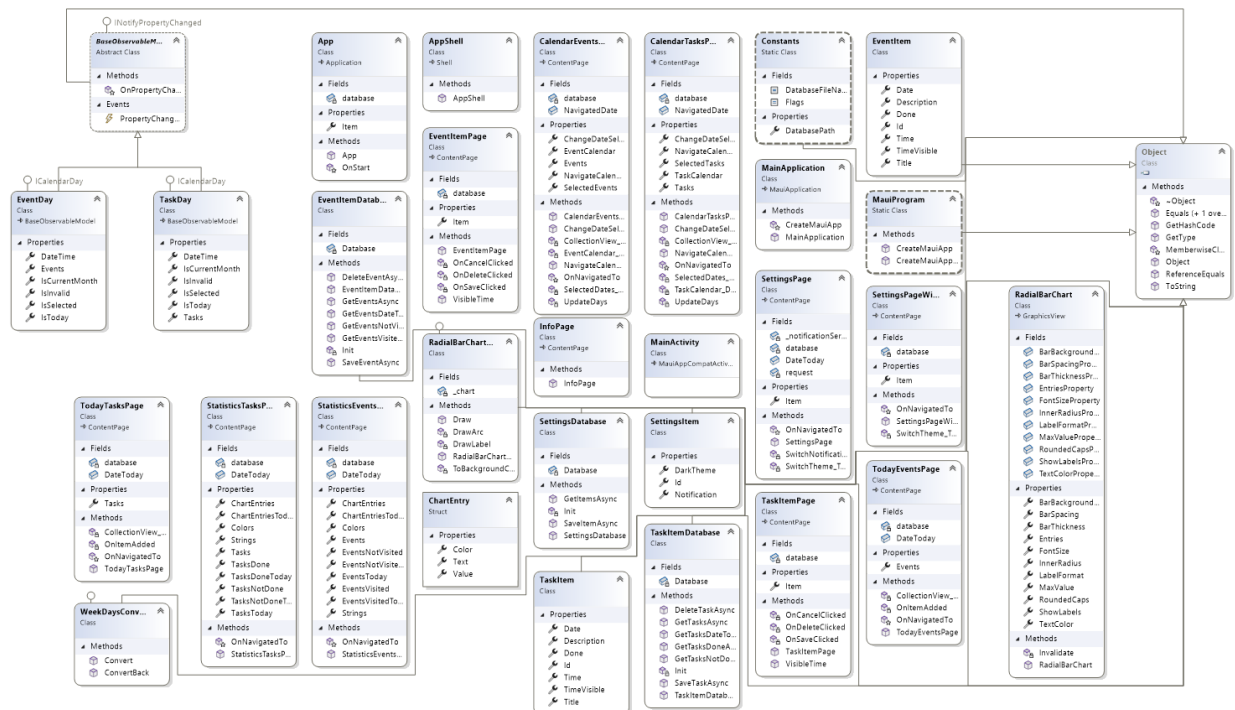 INotifyPropertyChanged
BaseObservableM...
Abstract Class
Methods
OnPropertyCha...
Events
PropertyChang...
ICalendarDay
EventDay
Class
BaseObservableModel
Properties
DateTime
Events
IsCurrentMonth
IsInvalid
IsSelected
IsToday
ICalendarDay
TaskDay
Class
BaseObservableModel
Properties
DateTime
IsCurrentMonth
IsInvalid
IsSelected
IsToday
Tasks
App
Class
Application
Fields
database
Properties
Item
Methods
App
OnStart
AppShell
Class
Shell
Methods
AppShell
CalendarEvents...
Class
ContentPage
Fields
database
NavigatedDate
Properties
ChangeDateSel...
EventCalendar
Events
NavigateCalen...
SelectedEvents
Methods
CalendarEvents...
ChangeDateSel...
CollectionView_...
EventCalendar_...
NavigateCalen...
OnNavigatedTo
SelectedDates_...
UpdateDays
CalendarTasksP...
Class
ContentPage
Fields
database
NavigatedDate
Properties
ChangeDateSel...
NavigateCalen...
SelectedTasks
TaskCalendar
Tasks
Methods
CalendarTasksP...
ChangeDateSel...
CollectionView_...
NavigateCalen...
OnNavigatedTo
SelectedDates_...
TaskCalendar_D...
UpdateDays
Constants
Static Class
Fields
DatabaseFileNa...
Flags
Properties
DatabasePath
EventItem
Class
Properties
Date
Description
Done
Id
Time
TimeVisible
Title
Object
Class
Methods
~Object
Equals (+ 1 ove...
GetHashCode
GetType
MemberwiseCl...
Object
ReferenceEquals
ToString
EventItemPage
Class
ContentPage
Fields
database
Properties
Item
Methods
EventItemPage
OnCancelClicked
OnDeleteClicked
OnSaveClicked
VisibleTime
MainApplication
Class
MauiApplication
Methods
CreateMauiApp
MainApplication
MauiProgram
Static Class
Methods
CreateMauiApp
CreateMauiApp...
EventItemDatab...
Class
Fields
Database
Methods
DeleteEventAsy...
EventItemData...
GetEventsAsync
GetEventsDateT...
GetEventsNotVi...
GetEventsVisite...
Init
SaveEventAsync
SettingsPage
Class
ContentPage
Fields
_notificationSer...
database
DateToday
request
Properties
Item
Methods
OnNavigatedTo
SettingsPage
SwitchNotificati...
SwitchTheme_T...
SettingsPageWi...
Class
ContentPage
Fields
database
Properties
Item
Methods
OnNavigatedTo
SettingsPageWi...
SwitchTheme_T...
RadialBarChart
Class
GraphicsView
Fields
BarBackground...
BarSpacingPro...
BarThicknessPr...
EntriesProperty
FontSizeProperty
InnerRadiusPro...
LabelFormatPr...
MaxValuePrope...
RoundedCapsP...
ShowLabelsPro...
TextColorPrope...
Properties
BarBackground...
BarSpacing
BarThickness
Entries
FontSize
InnerRadius
LabelFormat
MaxValue
RoundedCaps
ShowLabels
TextColor
Methods
Invalidate
RadialBarChart
InfoPage
Class
ContentPage
Methods
InfoPage
MainActivity
Class
MauiAppCompatActiv...
RadialBarChart...
Class
Fields
_chart
Methods
Draw
DrawArc
DrawLabel
RadialBarChart...
ToBackgroundC...
TodayTasksPage
Class
ContentPage
Fields
database
DateToday
Properties
Tasks
Methods
CollectionView_...
OnItemAdded
OnNavigatedTo
TodayTasksPage
StatisticsTasksP...
Class
ContentPage
Fields
database
DateToday
Properties
ChartEntries
ChartEntriesTod...
Colors
Strings
Tasks
TasksDone
TasksDoneToday
TasksNotDone
TasksNotDoneT...
TasksToday
Methods
OnNavigatedTo
StatisticsTasksP...
StatisticsEvents...
Class
ContentPage
Fields
database
DateToday
Properties
ChartEntries
ChartEntriesTod...
Colors
Events
EventsNotVisited
EventsNotVisite...
EventsToday
EventsVisited
EventsVisitedTo...
Strings
Methods
OnNavigatedTo
StatisticsEvents...
SettingsDatabase
Class
Fields
Database
Methods
GetItemsAsync
Init
SaveItemAsync
SettingsDatabase
SettingsItem
Class
Properties
DarkTheme
Id
Notification
ChartEntry
Struct
Properties
Color
Text
Value
TaskItemPage
Class
ContentPage
Fields
database
Properties
Item
Methods
OnCancelClicked
OnDeleteClicked
OnSaveClicked
TaskItemPage
VisibleTime
TodayEventsPage
Class
ContentPage
Fields
database
DateToday
Properties
Events
Methods
CollectionView_...
OnItemAdded
OnNavigatedTo
TodayEventsPage
TaskItemDatabase
Class
Fields
Database
Methods
DeleteTaskAsync
GetTasksAsync
GetTasksDateTo...
GetTasksDoneA...
GetTasksNotDo...
Init
SaveTaskAsync
TaskItemDatab...
TaskItem
Class
Properties
Date
Description
Done
Id
Time
TimeVisible
Title
WeekDaysConv...
Class
Methods
Convert
ConvertBack